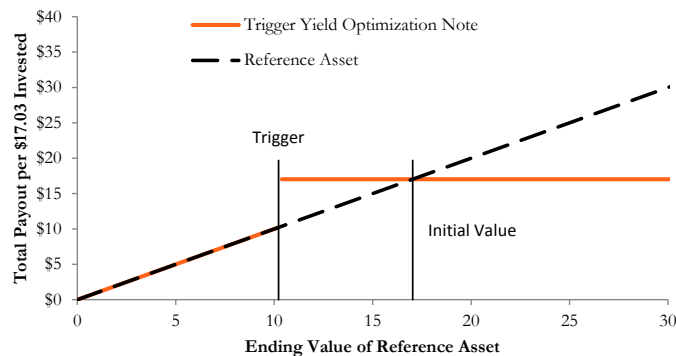 Total Payout per $17.03 Invested
$40
$35
$30
$25
$20
$15
$10
$5
$0
Trigger Yield Optimization Note
Reference Asset
Trigger
Initial Value
0
5
10
15
20
25
30
Ending Value of Reference Asset